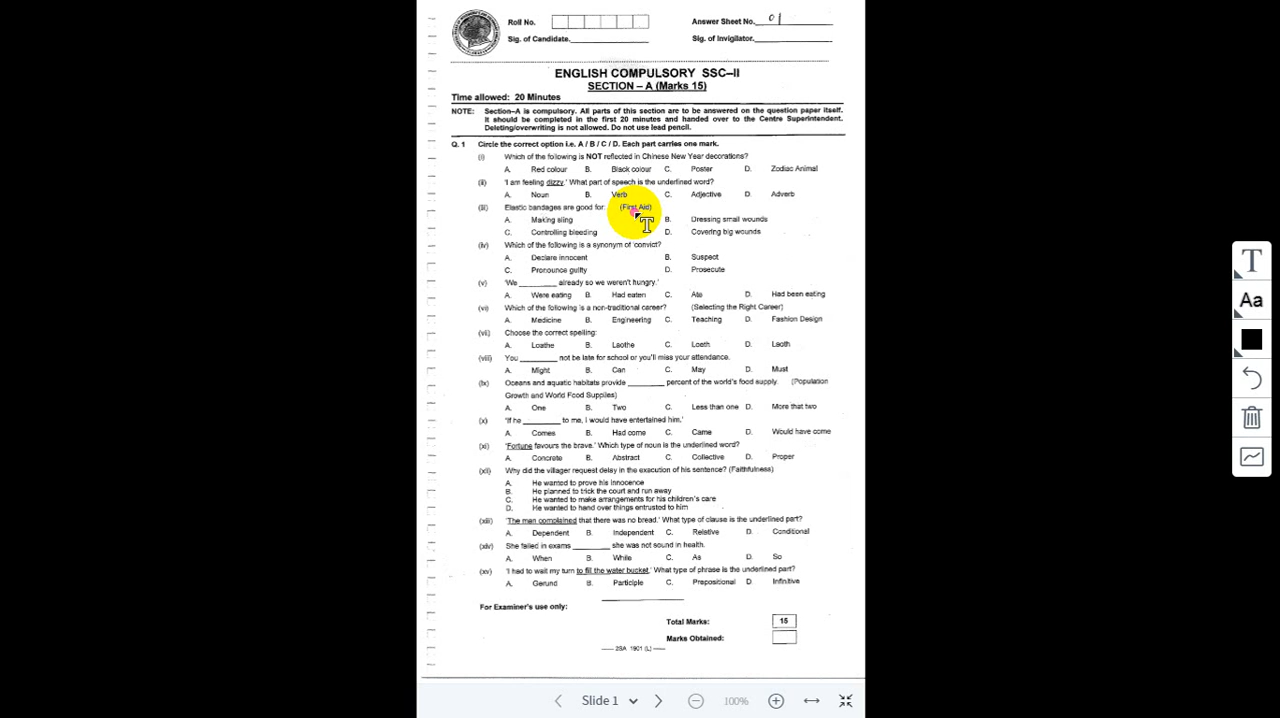 Roll No. Answer Sheet No. 01
Sig. of Candidate. Sig. of Invigilator.
ENGLISH COMPULSORY SSC–II
SECTION – A (Marks 15)
Time allowed: 20 Minutes
NOTE: Section–A is compulsory. All parts of this section are to be answered on the question paper itself.
It should be completed in the first 20 minutes and handed over to the Centre Superintendent.
Deleting/overwriting is not allowed. Do not use lead pencil.
Q. 1 Circle the correct option i.e. A / B / C / D. Each part carries one mark.
(i) Which of the following is NOT reflected in Chinese New Year decorations?
A. Red colour B. Black colour C. Poster D. Zodiac Animal
(ii) 'I am feeling dizzy.' What part of speech is the underlined word?
A. Noun B. Verb C. Adjective D. Adverb
(iii) Elastic bandages are good for: (First Aid)
A. Making sling B. Dressing small wounds
C. Controlling bleeding D. Covering big wounds
(iv) Which of the following is a synonym of 'convict'?
A. Declare innocent B. Suspect
C. Pronounce guilty D. Prosecute
(v) 'We ________ already so we weren't hungry.'
A. Were eating B. Had eaten C. Ate D. Had been eating
(vi) Which of the following is a non-traditional career? (Selecting the Right Career)
A. Medicine B. Engineering C. Teaching D. Fashion Design
(vii) Choose the correct spelling:
A. Loathe B. Laothe C. Loeth D. Laoth
(viii) You ________ not be late for school or you'll miss your attendance.
A. Might B. Can C. May D. Must
(ix) Oceans and aquatic habitats provide ________ percent of the world's food supply. (Population
Growth and World Food Supplies)
A. One B. Two C. Less than one D. More that two
(x) 'If he ________ to me, I would have entertained him.'
A. Comes B. Had come C. Came D. Would have come
(xi) 'Fortune favours the brave.' Which type of noun is the underlined word?
A. Concrete B. Abstract C. Collective D. Proper
(xii) Why did the villager request delay in the execution of his sentence? (Faithfulness)
A. He wanted to prove his innocence
B. He planned to trick the court and run away
C. He wanted to make arrangements for his children's care
D. He wanted to hand over things entrusted to him
(xiii) 'The man complained that there was no bread.' What type of clause is the underlined part?
A. Dependent B. Independent C. Relative D. Conditional
(xiv) She failed in exams ________ she was not sound in health.
A. When B. While C. As D. So
(xv) 'I had to wait my turn to fill the water bucket.' What type of phrase is the underlined part?
A. Gerund B. Participle C. Prepositional D. Infinitive
For Examiner's use only:
Total Marks: 15
Marks Obtained:
—— 2SA 1901 (L) ——
T
Aa
Slide 1 100%